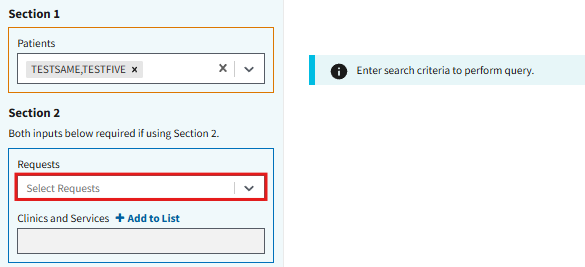 Section 1
Patients
TESTSAME,TESTFIVE ×
Enter search criteria to perform query.
Section 2
Both inputs below required if using Section 2.
Requests
Select Requests
Clinics and Services + Add to List